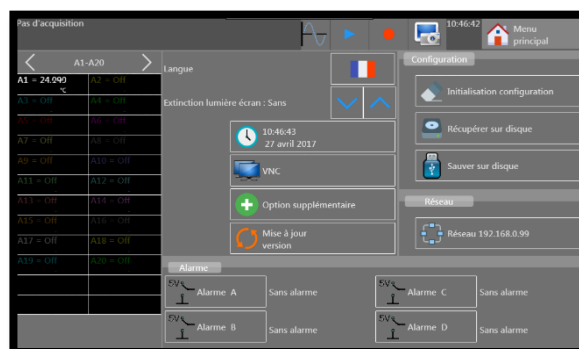 Pas d'acquisition
10:46:42
Menu
principal
A1-A20
A1 = 24.999
°C
A2 = Off
A3 = Off
A4 = Off
A5 = Off
A6 = Off
A7 = Off
A8 = Off
A9 = Off
A10 = Off
A11 = Off
A12 = Off
A13 = Off
A14 = Off
A15 = Off
A16 = Off
A17 = Off
A18 = Off
A19 = Off
A20 = Off
Langue
Extinction lumière écran : Sans
10:46:43
27 avril 2017
VNC
Option supplémentaire
Mise à jour
version
Configuration
Initialisation configuration
Récupérer sur disque
Sauver sur disque
Réseau
Réseau 192.168.0.99
Alarme
5V
Alarme A
Sans alarme
5V
Alarme C
Sans alarme
5V
Alarme B
Sans alarme
5V
Alarme D
Sans alarme